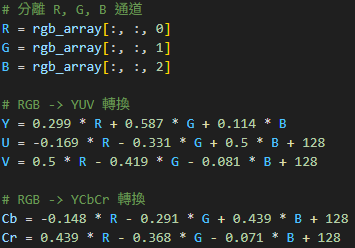 # 分離 R, G, B 通道
R = rgb_array[:, :, 0]
G = rgb_array[:, :, 1]
B = rgb_array[:, :, 2]
# RGB -> YUV 轉換
Y = 0.299 * R + 0.587 * G + 0.114 * B
U = -0.169 * R - 0.331 * G + 0.5 * B + 128
V = 0.5 * R - 0.419 * G - 0.081 * B + 128
# RGB -> YCbCr 轉換
Cb = -0.148 * R - 0.291 * G + 0.439 * B + 128
Cr = 0.439 * R - 0.368 * G - 0.071 * B + 128